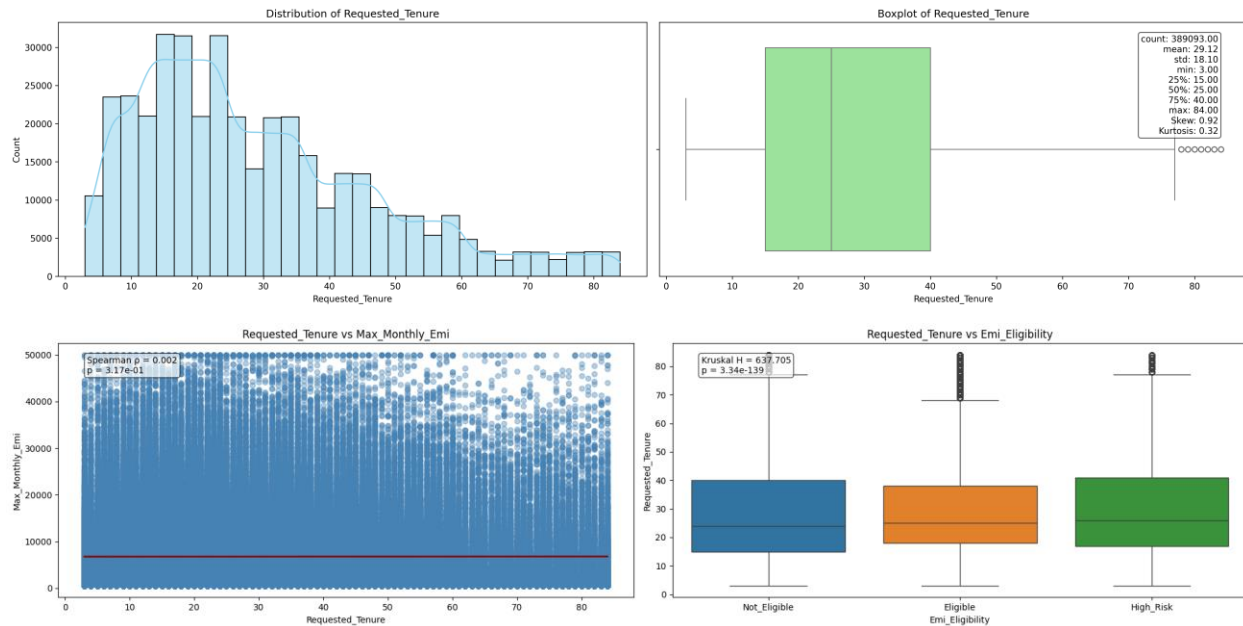 Distribution of Requested_Tenure
30000
25000
20000
15000
10000
5000
0
Count
0 10 20 30 40 50 60 70 80
Requested_Tenure
Boxplot of Requested_Tenure
count: 389093.00
mean: 29.12
std: 18.10
min: 3.00
25%: 15.00
50%: 25.00
75%: 40.00
max: 84.00
Skew: 0.92
Kurtosis: 0.32
0 20 40 60 80
Requested_Tenure
Requested_Tenure vs Max_Monthly_Emi
Spearman ρ = 0.002
p = 3.17e-01
50000
40000
30000
20000
10000
0
Max_Monthly_Emi
0 10 20 30 40 50 60 70 80
Requested_Tenure
Requested_Tenure vs Emi_Eligibility
Kruskal H = 637.705
p = 3.34e-139
80
70
60
50
40
30
20
10
0
Requested_Tenure
Not_Eligible Eligible High_Risk
Emi_Eligibility